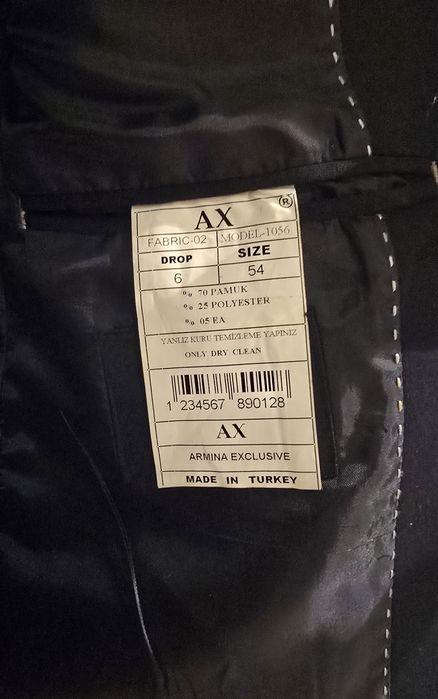 AX ®
FABRIC-02 MODEL-1056
DROP SIZE
6 54
% 70 PAMUK
% 25 POLYESTER
% 05 EA
YANLIZ KURU TEMIZLEME YAPINIZ
ONLY DRY CLEAN
1 234567 890128
AX
ARMINA EXCLUSIVE
MADE IN TURKEY